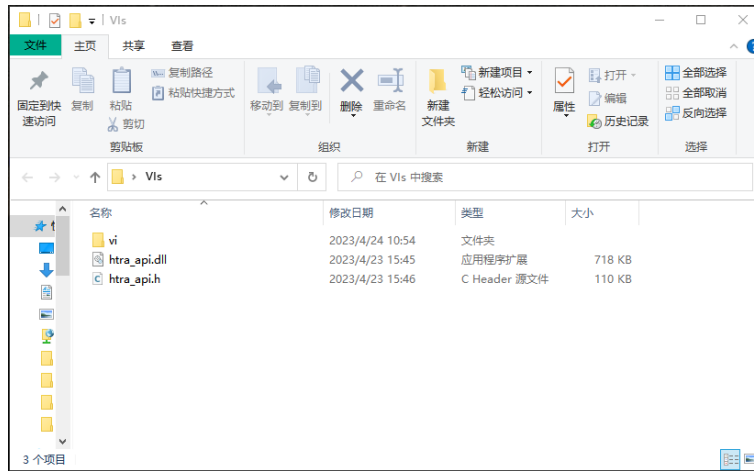 VIs
文件 主页 共享 查看
固定到快速访问
复制
粘贴
复制路径
粘贴快捷方式
剪切
剪贴板
移动到
复制到
删除
重命名
组织
新建文件夹
新建项目
轻松访问
新建
属性
打开
编辑
历史记录
打开
全部选择
全部取消
反向选择
选择
VIs
在 VIs 中搜索
名称 修改日期 类型 大小
vi 2023/4/24 10:54 文件夹
htra_api.dll 2023/4/23 15:45 应用程序扩展 718 KB
htra_api.h 2023/4/23 15:46 C Header 源文件 110 KB
3 个项目